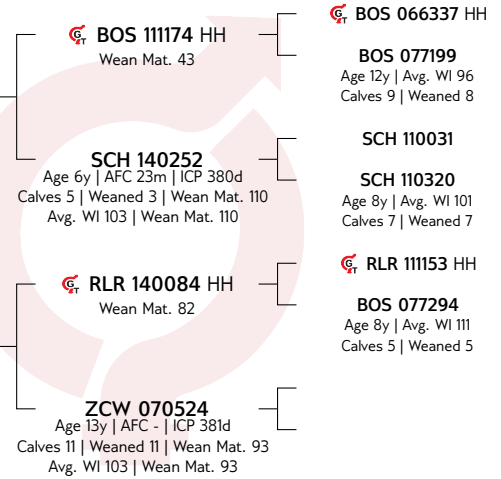 GT BOS 111174 HH
Wean Mat. 43
SCH 140252
Age 6y | AFC 23m | ICP 380d
Calves 5 | Weaned 3 | Wean Mat. 110
Avg. WI 103 | Wean Mat. 110
GT RLR 140084 HH
Wean Mat. 82
ZCW 070524
Age 13y | AFC - | ICP 381d
Calves 11 | Weaned 11 | Wean Mat. 93
Avg. WI 103 | Wean Mat. 93
GT BOS 066337 HH
BOS 077199
Age 12y | Avg. WI 96
Calves 9 | Weaned 8
SCH 110031
SCH 110320
Age 8y | Avg. WI 101
Calves 7 | Weaned 7
GT RLR 111153 HH
BOS 077294
Age 8y | Avg. WI 111
Calves 5 | Weaned 5